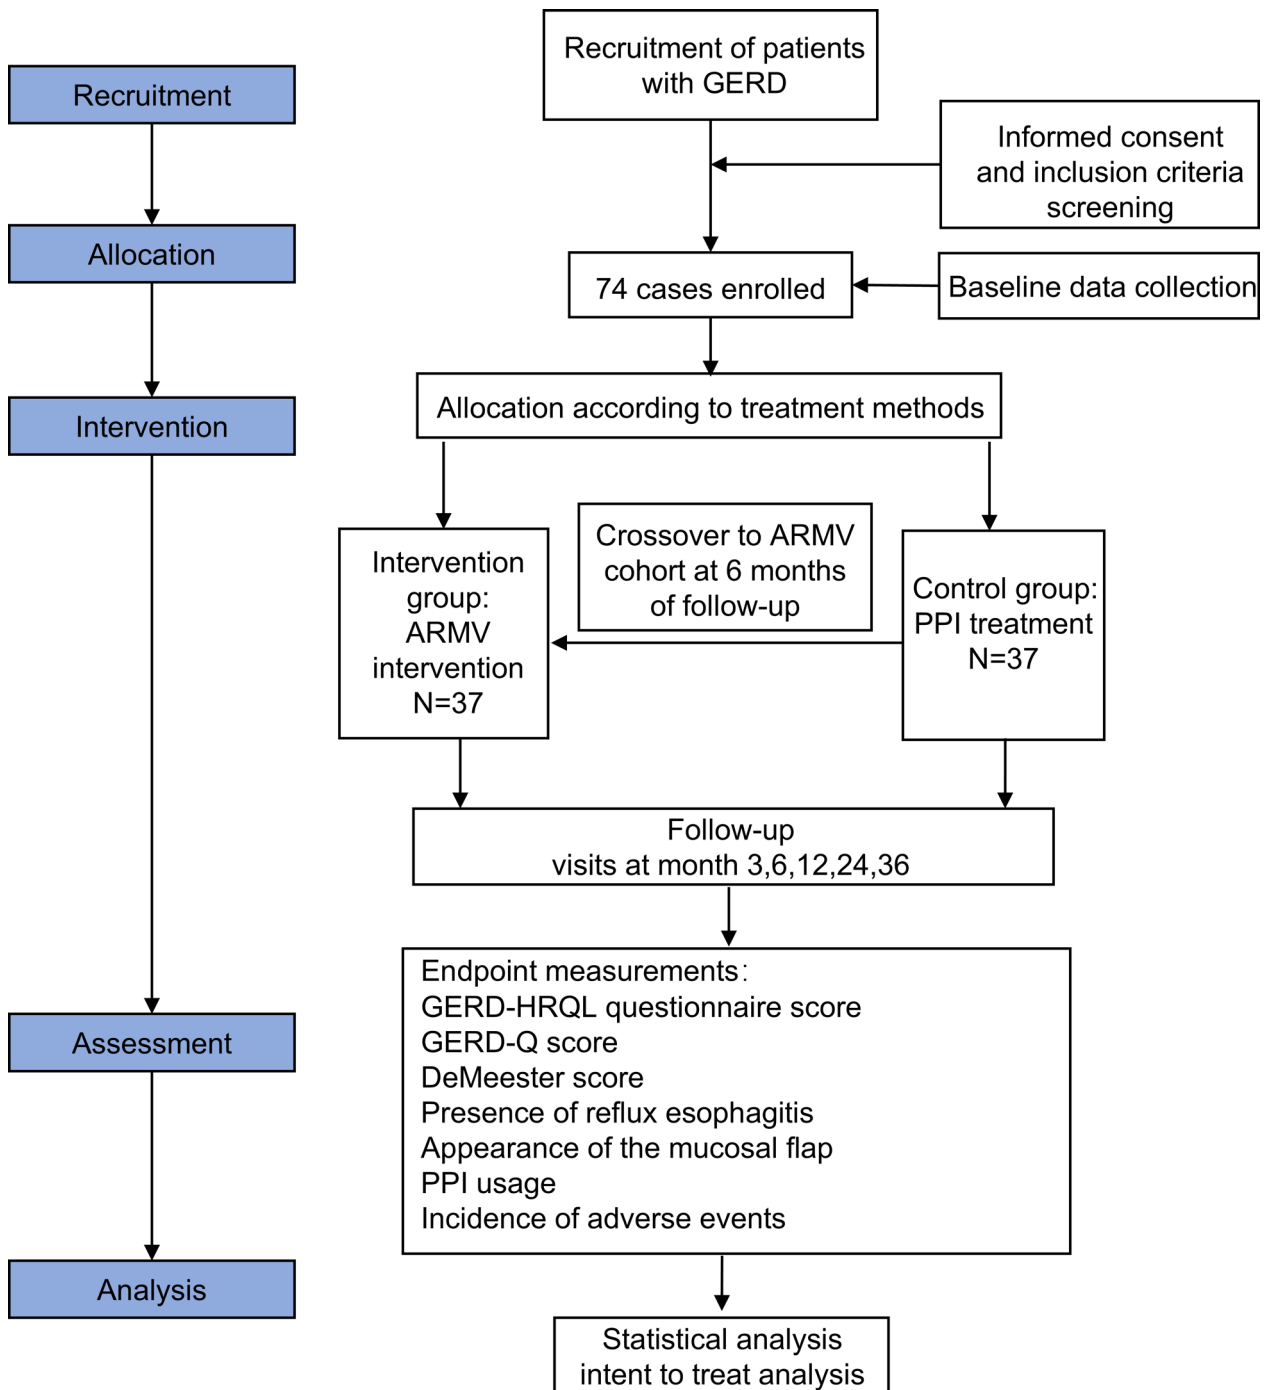 Recruitment
Allocation
Intervention
Assessment
Analysis
Recruitment of patients
with GERD
Informed consent
and inclusion criteria
screening
74 cases enrolled
Baseline data collection
Allocation according to treatment methods
Intervention
group:
ARMV
intervention
N=37
Crossover to ARMV
cohort at 6 months
of follow-up
Control group:
PPI treatment
N=37
Follow-up
visits at month 3,6,12,24,36
Endpoint measurements:
GERD-HRQL questionnaire score
GERD-Q score
DeMeester score
Presence of reflux esophagitis
Appearance of the mucosal flap
PPI usage
Incidence of adverse events
Statistical analysis
intent to treat analysis